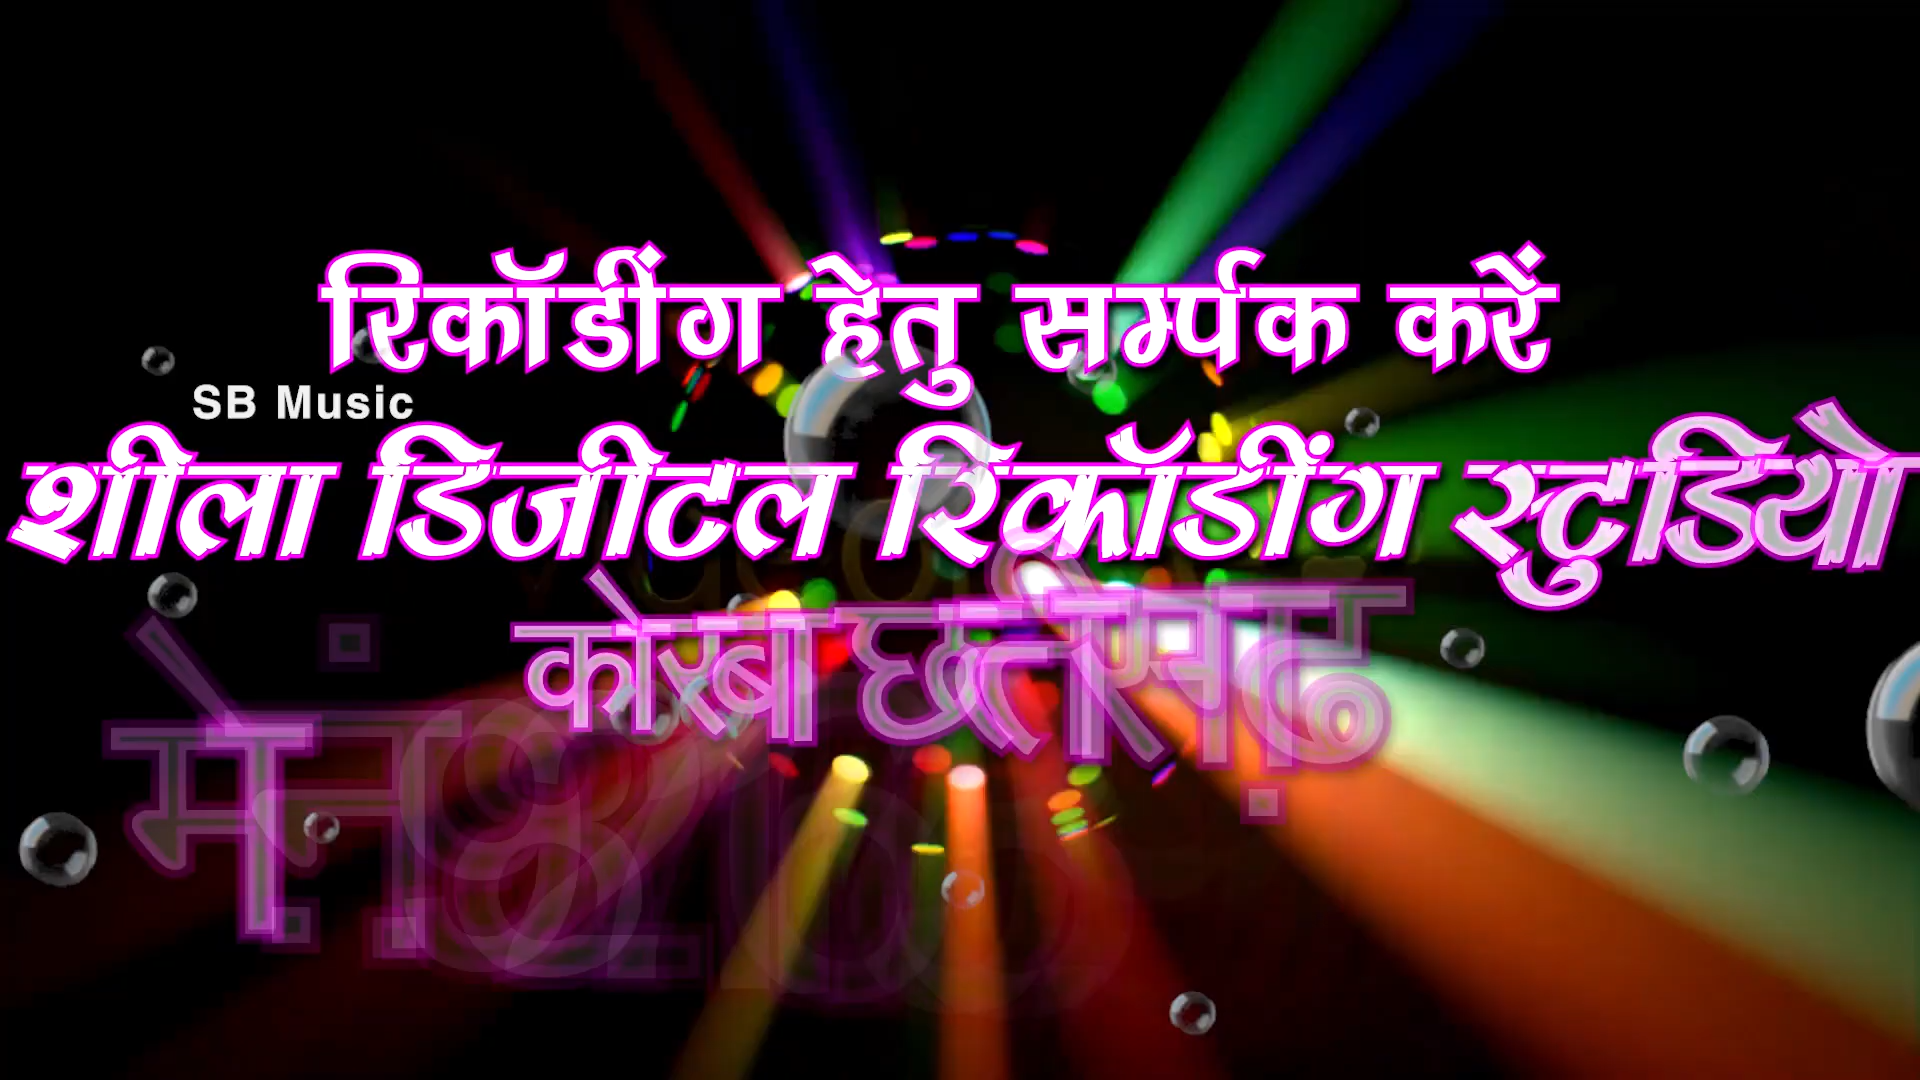 रिकॉर्डींग हेतु सर्म्पक करें
SB Music
शीला डिजीटल रिकॉर्डींग स्टुडियो
कोरबा छत्तीसगढ़